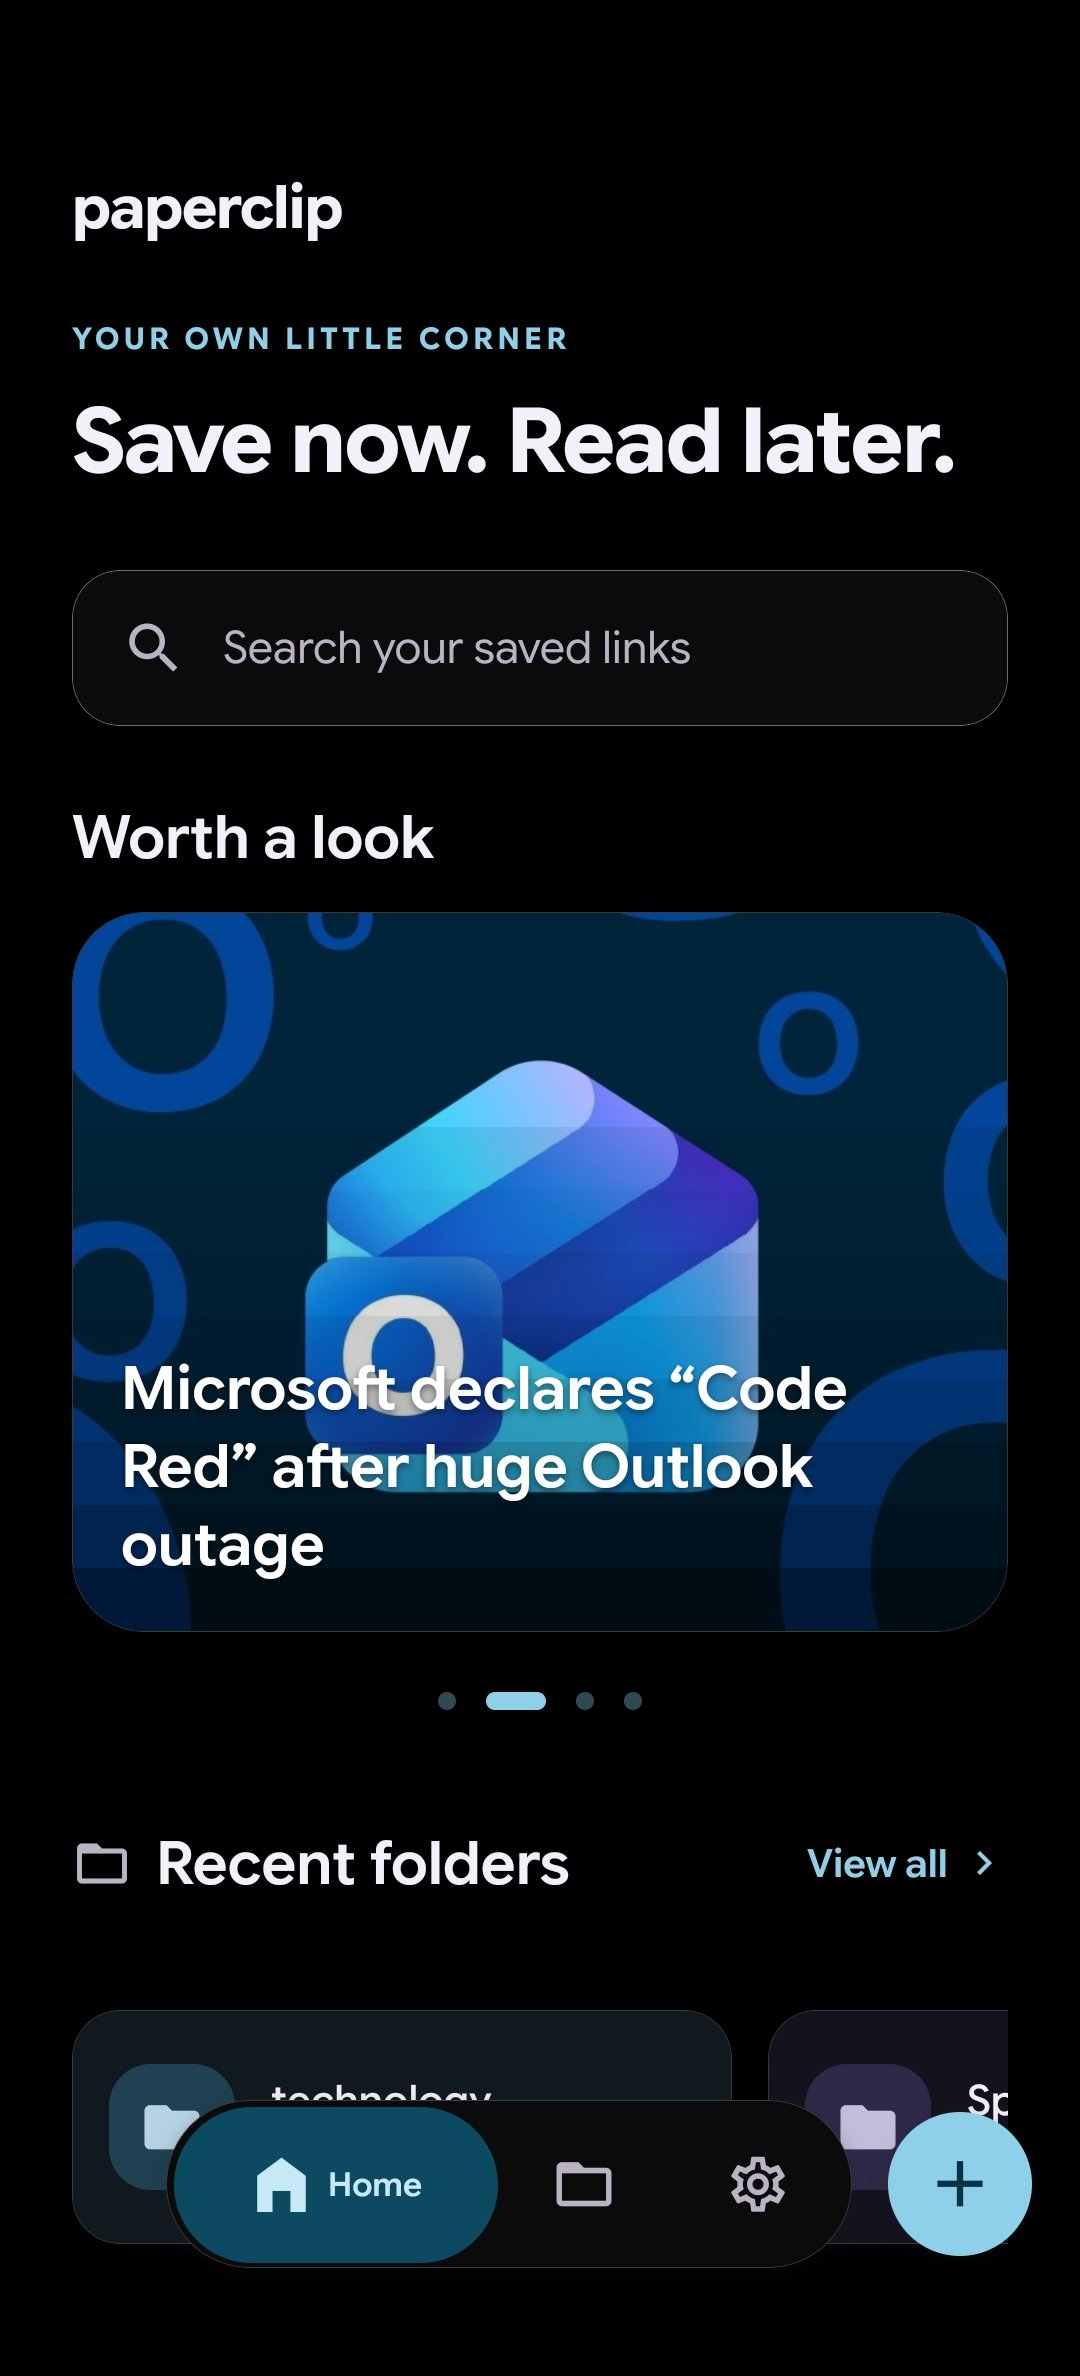 paperclip
YOUR OWN LITTLE CORNER
Save now. Read later.
Search your saved links
Worth a look
Microsoft declares “Code
Red” after huge Outlook
outage
Recent folders
View all
technology
Home